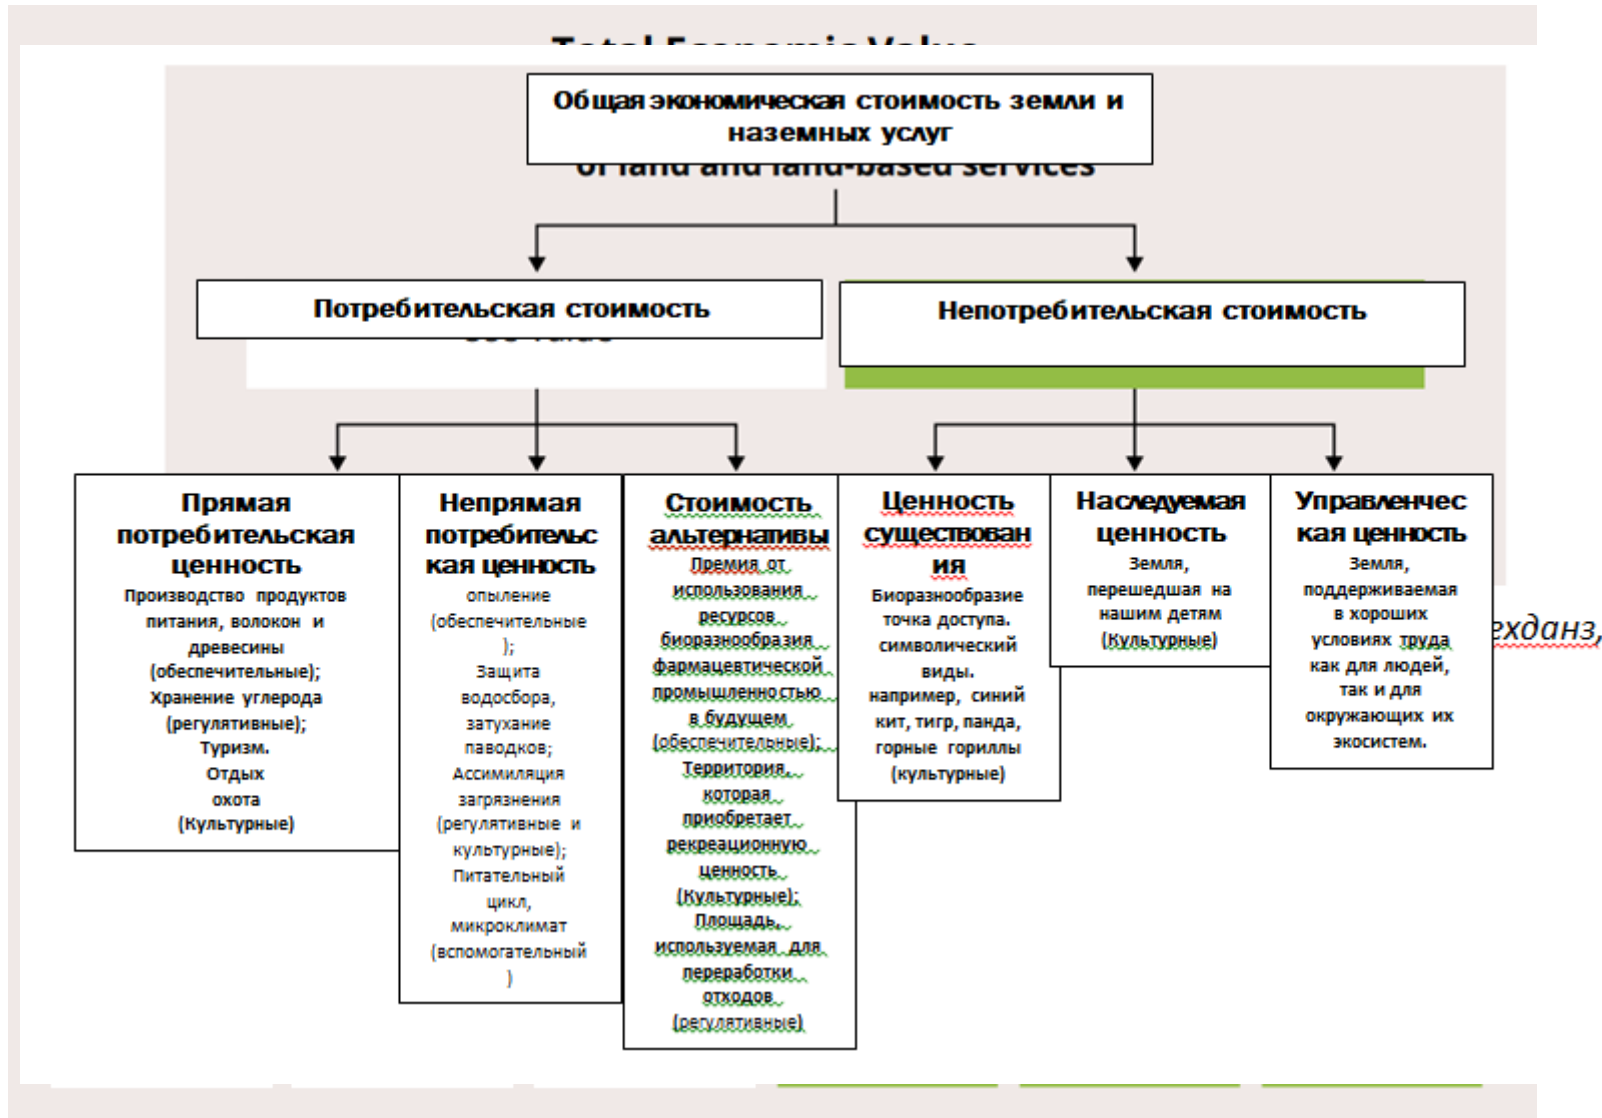 Total Economic Value
Общая экономическая стоимость земли и
наземных услуг
of land and land-based services
Потребительская стоимость
Непотребительская стоимость
Прямая
потребительская
ценность
Производство продуктов
питания, волокон и
древесины
(обеспечительные);
Хранение углерода
(регулятивные);
Туризм.
Отдых
охота
(Культурные)
Непрямая
потребительс
кая ценность
опыление
(обеспечительные
);
Защита
водосбора,
затухание
паводков;
Ассимиляция
загрязнения
(регулятивные и
культурные);
Питательный
цикл,
микроклимат
(вспомогательный
)
Стоимость
альтернативы
Премия от
использования
ресурсов
биоразнообразия
фармацевтической
промышленностью
в будущем
(обеспечительные);
Территория,
которая
приобретает
рекреационную
ценность
(Культурные);
Площадь,
используемая для
переработки
отходов
(регулятивные)
Ценность
существован
ия
Биоразнообразие
точка доступа.
символический
виды.
например, синий
кит, тигр, панда,
горные гориллы
(культурные)
Наследуемая
ценность
Земля,
перешедшая на
нашим детям
(Культурные)
Управленчес
кая ценность
Земля,
поддерживаемая
в хороших
условиях труда
как для людей,
так и для
окружающих их
экосистем.